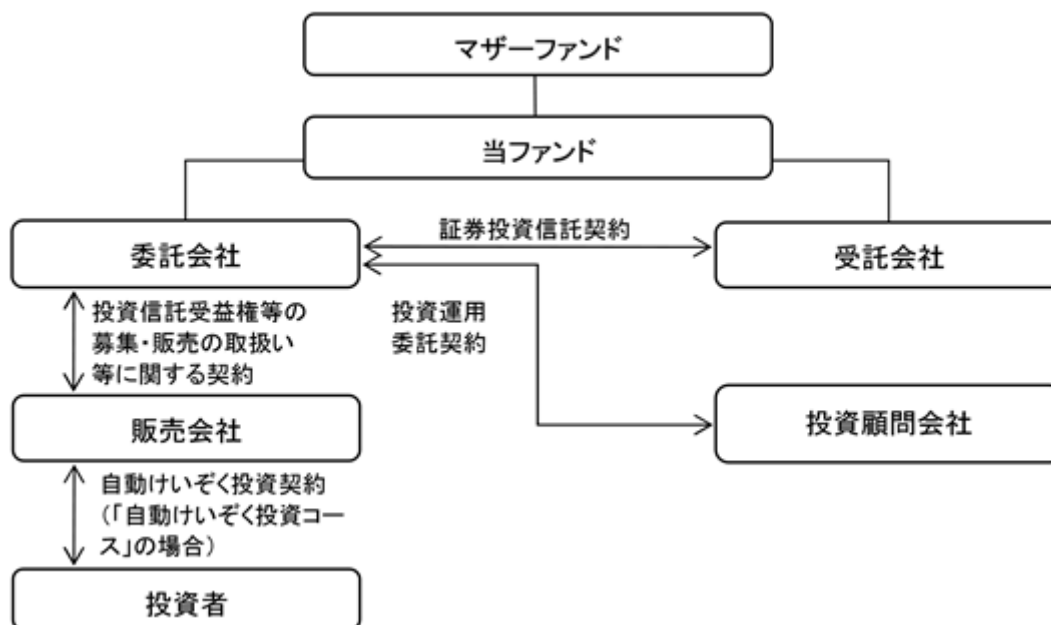 マザーファンド
当ファンド
証券投資信託契約
委託会社
受託会社
投資信託受益権等の
募集・販売の取扱い
等に関する契約
投資運用
委託契約
販売会社
投資顧問会社
自動けいぞく投資契約
(「自動けいぞく投資コー
ス」の場合)
投資者